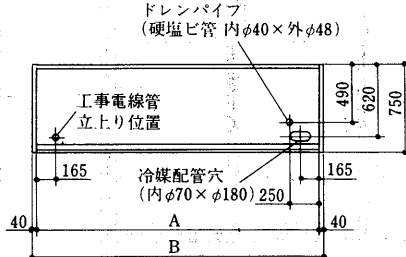 ドレンパイプ
(硬塩ビ管 内φ40×外φ48)
工事電線管
立上り位置
490
620
750
165
冷媒配管穴
(内φ70×φ180)
250
165
40
A
40
B